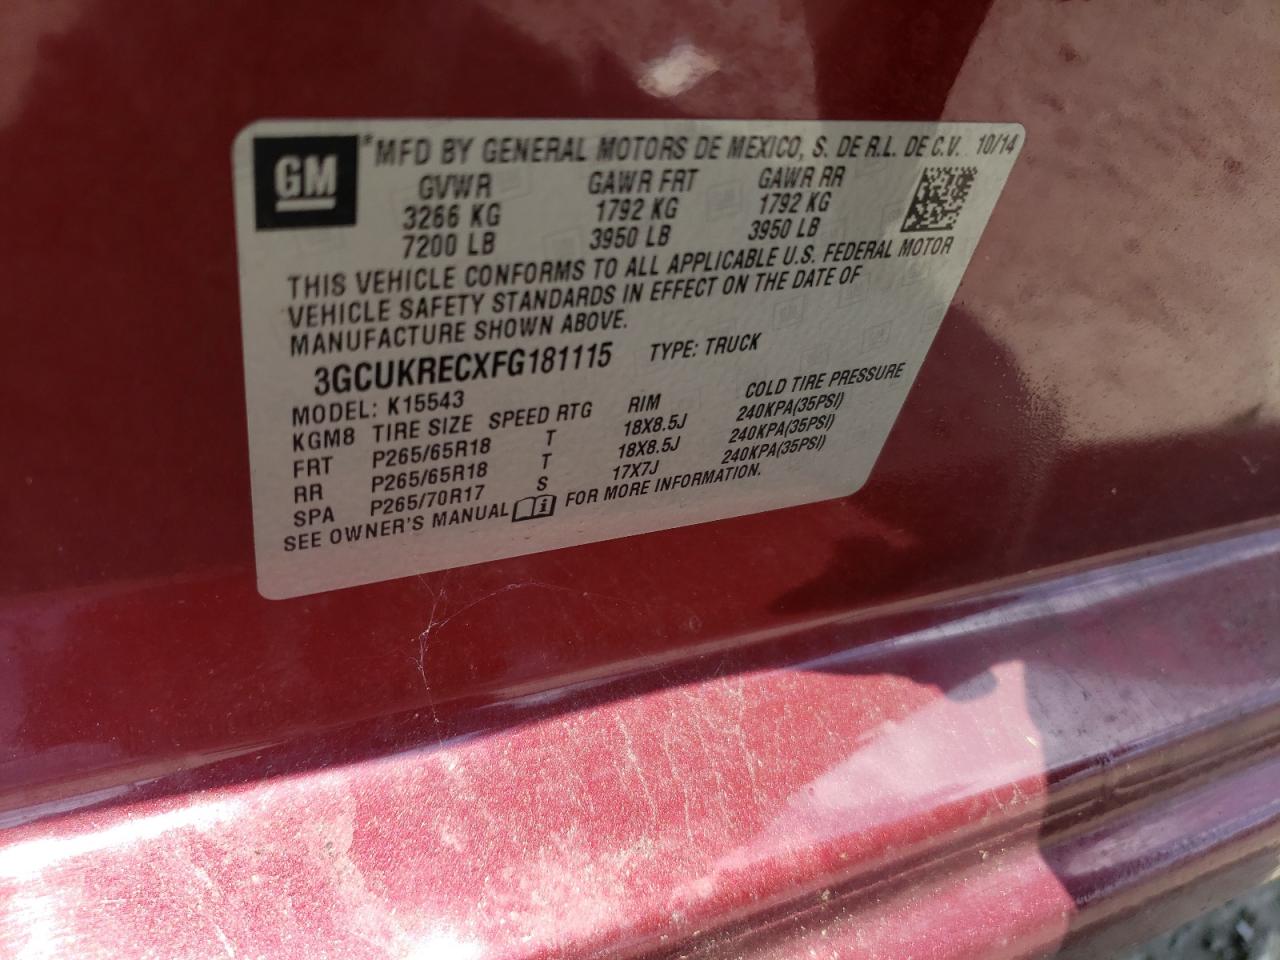 GM *MFD BY GENERAL MOTORS DE MEXICO, S. DE R.L. DE C.V. 10/14
GVWR GAWR FRT GAWR RR
3266 KG 1792 KG 1792 KG
7200 LB 3950 LB 3950 LB
THIS VEHICLE CONFORMS TO ALL APPLICABLE U.S. FEDERAL MOTOR
VEHICLE SAFETY STANDARDS IN EFFECT ON THE DATE OF
MANUFACTURE SHOWN ABOVE.
3GCUKRECXFG181115 TYPE: TRUCK
MODEL: K15543
KGM8 TIRE SIZE SPEED RTG RIM COLD TIRE PRESSURE
FRT P265/65R18 T 18X8.5J 240KPA(35PSI)
RR P265/65R18 T 18X8.5J 240KPA(35PSI)
SPA P265/70R17 S 17X7J 240KPA(35PSI)
SEE OWNER'S MANUAL FOR MORE INFORMATION.